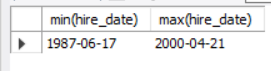 min(hire_date) max(hire_date)
1987-06-17 2000-04-21